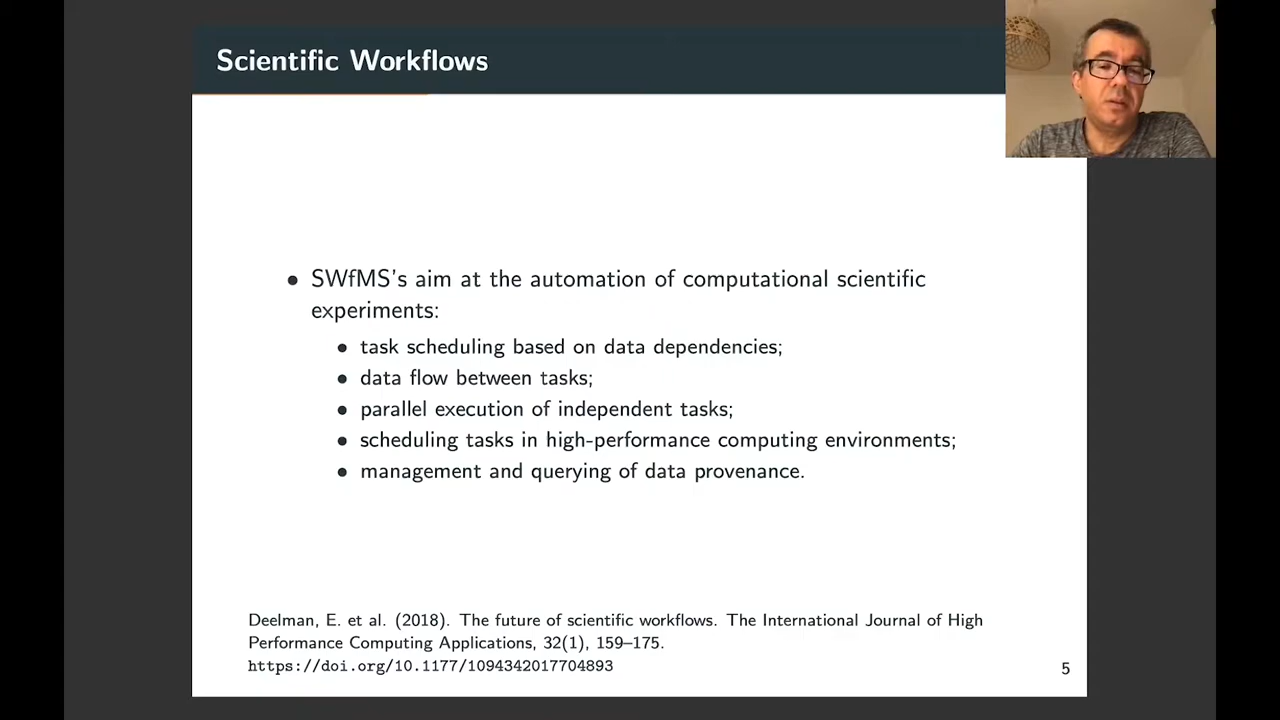 Scientific Workflows
• SWfMS's aim at the automation of computational scientific
experiments:
• task scheduling based on data dependencies;
• data flow between tasks;
• parallel execution of independent tasks;
• scheduling tasks in high-performance computing environments;
• management and querying of data provenance.
Deelman, E. et al. (2018). The future of scientific workflows. The International Journal of High
Performance Computing Applications, 32(1), 159–175.
https://doi.org/10.1177/1094342017704893
5